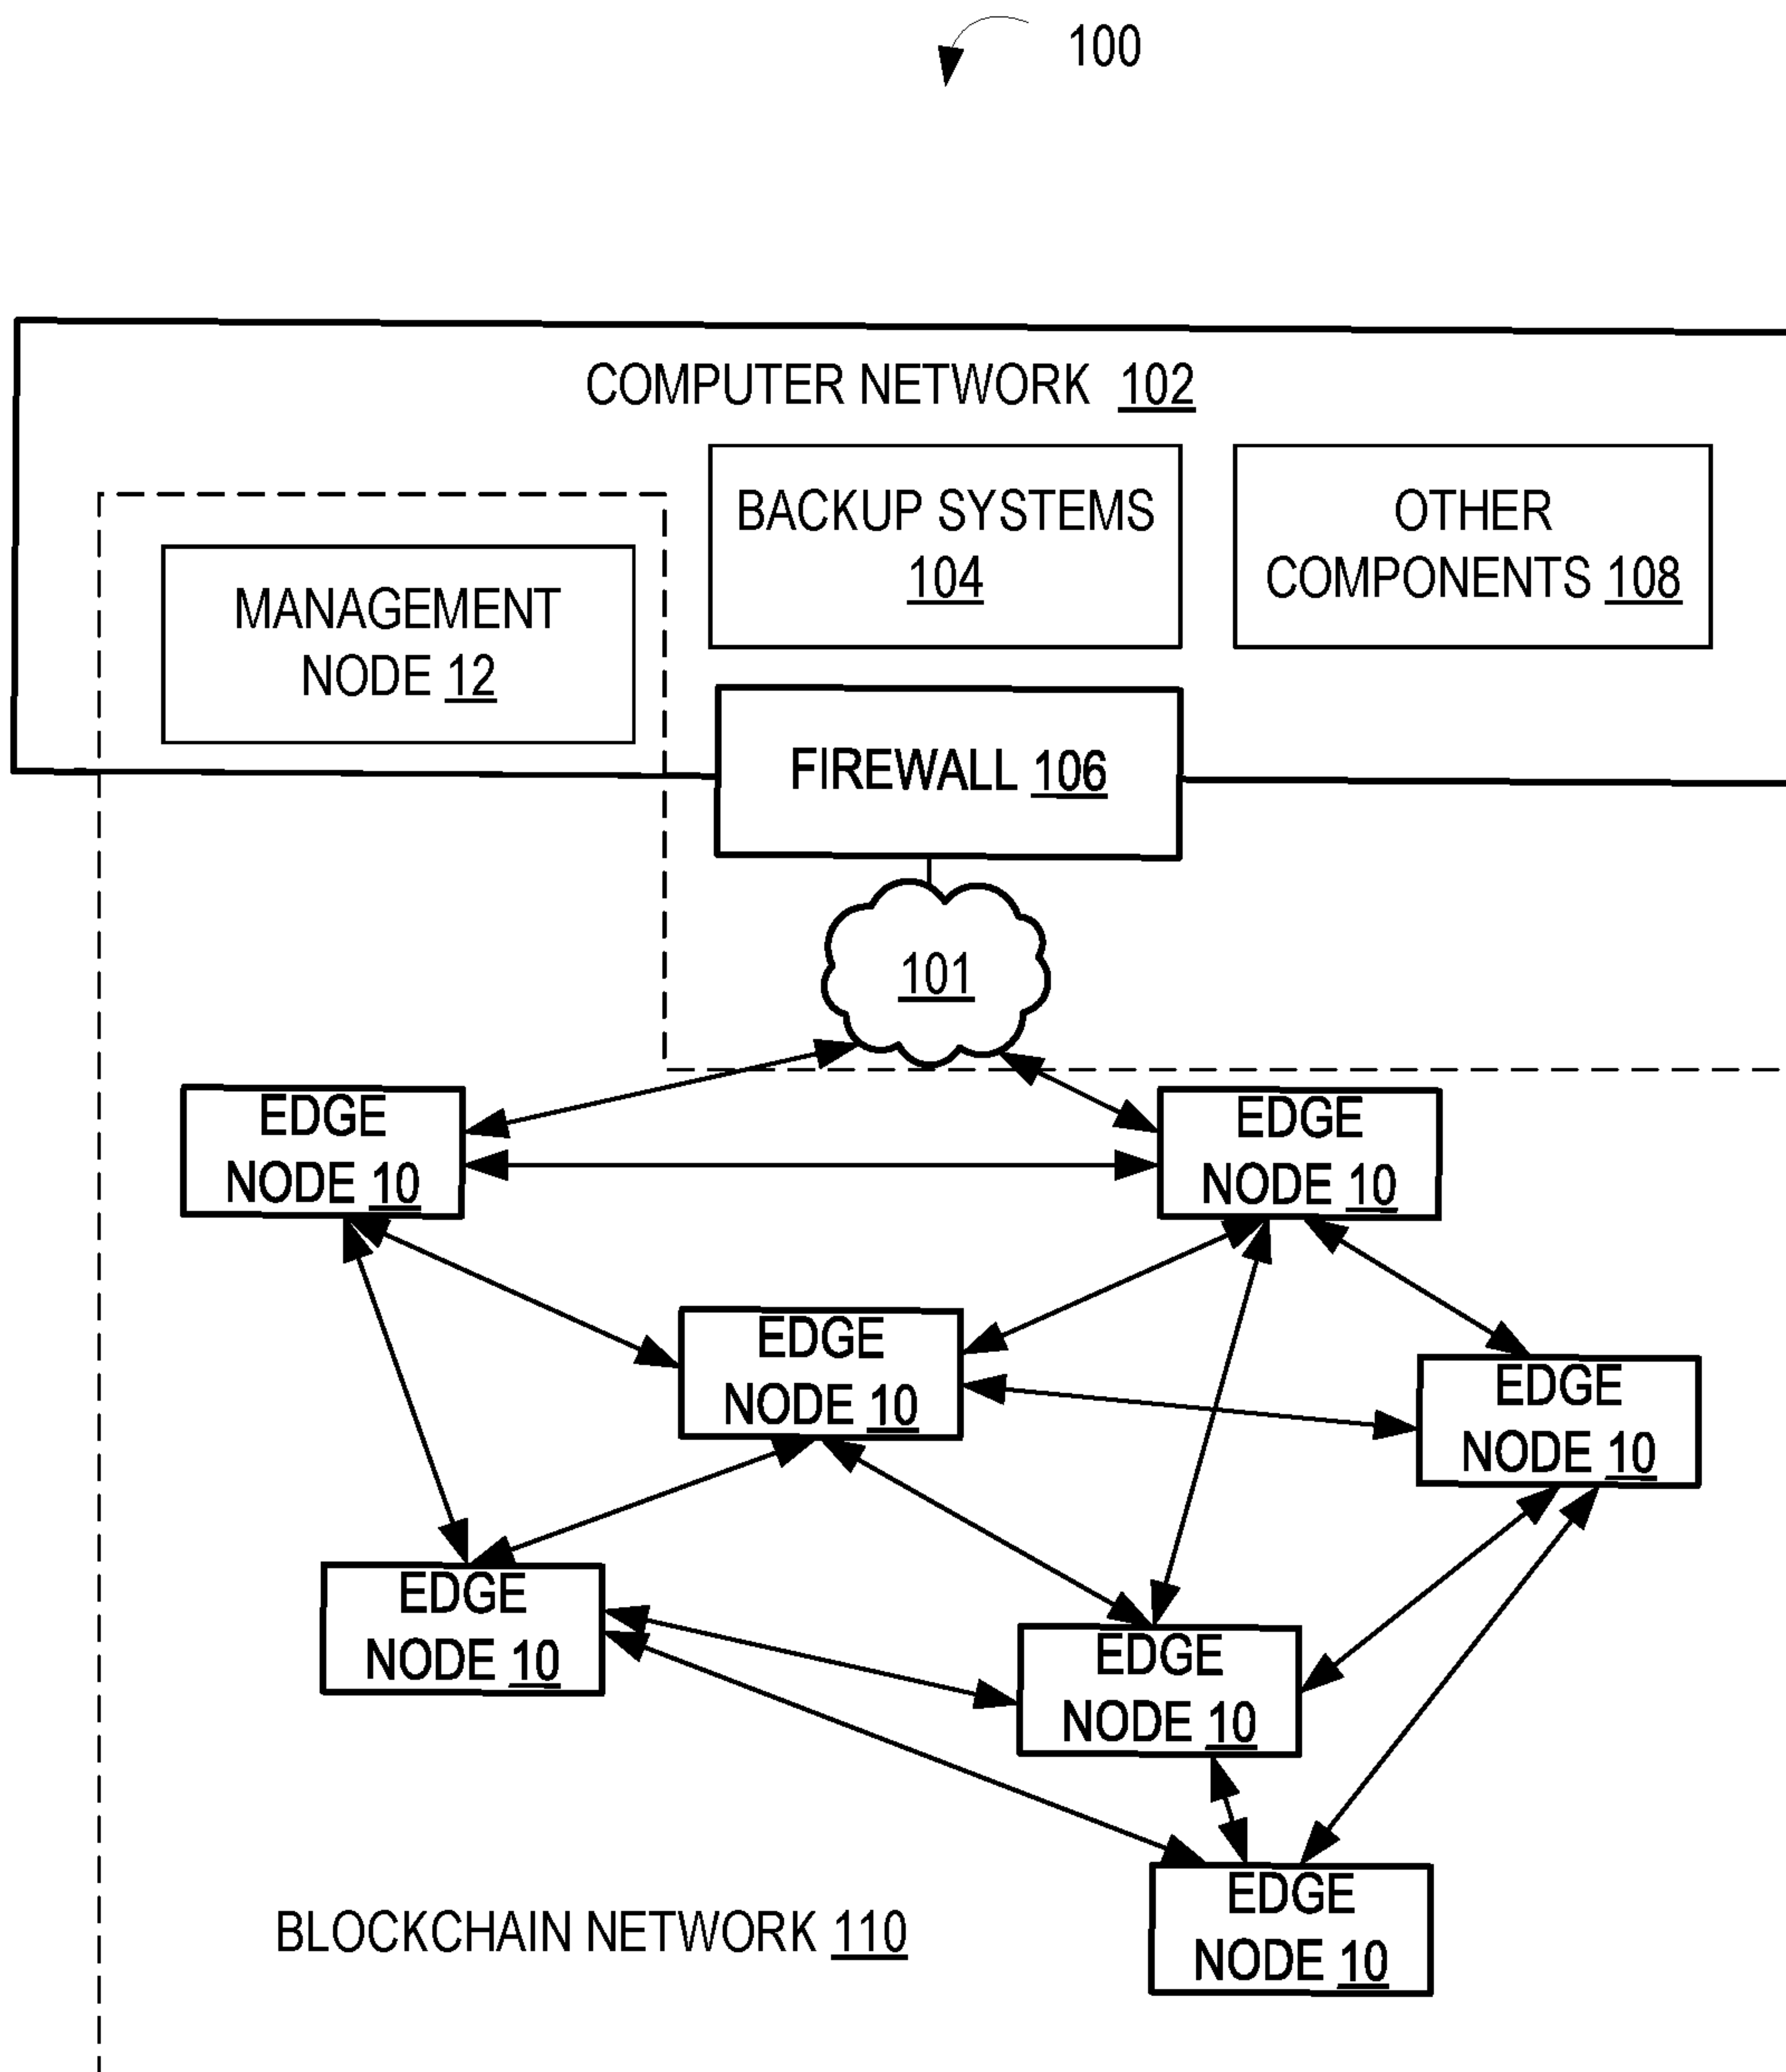 100
COMPUTER NETWORK 102
BACKUP SYSTEMS
104
OTHER
COMPONENTS 108
MANAGEMENT
NODE 12
FIREWALL 106
101
EDGE
NODE 10
EDGE
NODE 10
EDGE
NODE 10
EDGE
NODE 10
EDGE
NODE 10
EDGE
NODE 10
EDGE
NODE 10
BLOCKCHAIN NETWORK 110